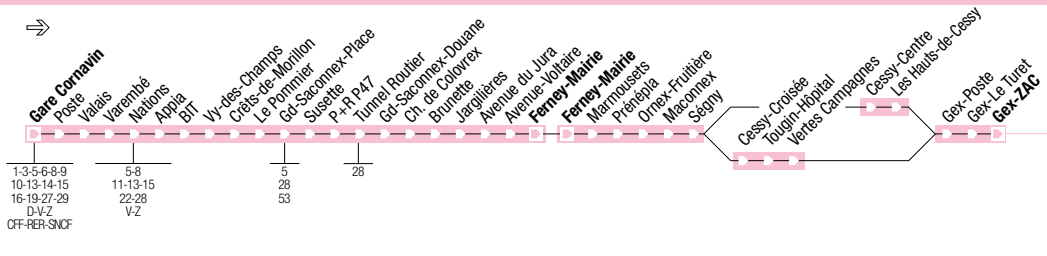 Gare Cornavin
Poste
Valais
Varembé
Nations
Appia
BIT
Vy-des-Champs
Crêts-de-Morillon
Le Pommier
Gd-Saconnex-Place
Susette
P+R P47
Tunnel Routier
Gd-Saconnex-Douane
Ch. de Colovrex
Brunette
Jargilières
Avenue du Jura
Avenue-Voltaire
Ferney-Mairie
Ferney-Mairie
Marmousets
Prénépla
Ornex-Fruitière
Maconnex
Ségny
Cessy-Croisée
Tougin-Hôpital
Vertes Campagnes
Cessy-Centre
Les Hauts-de-Cessy
Gex-Poste
Gex-Le Turet
Gex-ZAC
1-3-5-6-8-9
10-13-14-15
16-19-27-29
D-V-Z
CFF-RER-SNCF
5-8
11-13-15
22-28
V-Z
5
28
53
28